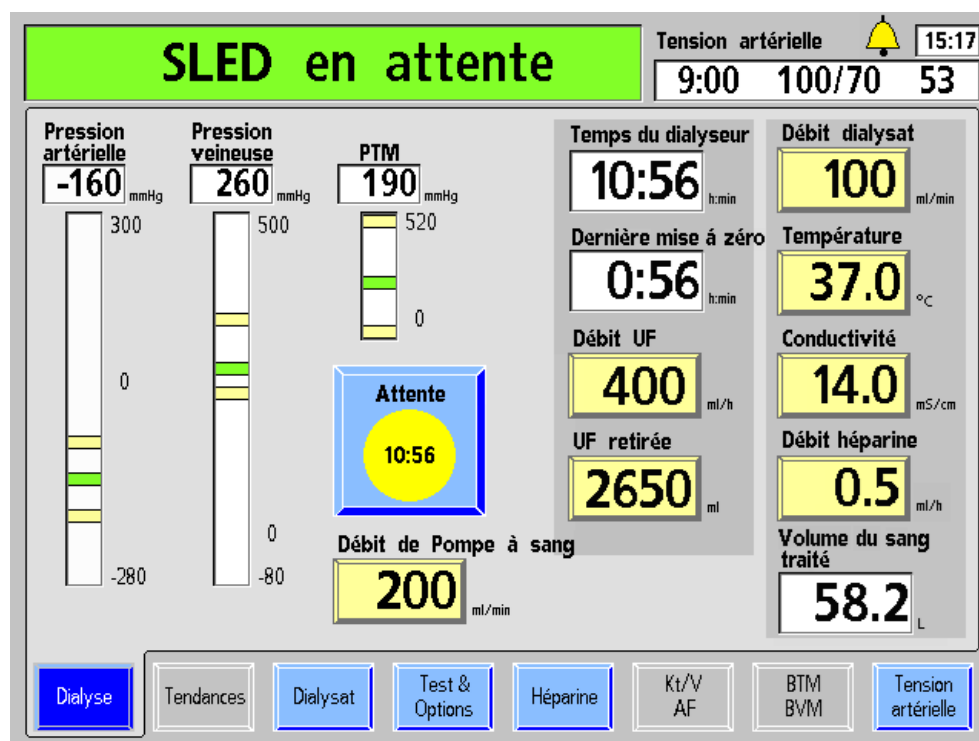 SLED en attente
Tension artérielle
15:17
9:00 100/70 53
Pression
artérielle
-160 mmHg
300
0
-280
Pression
veineuse
260 mmHg
500
0
-80
PTM
190 mmHg
520
0
Attente
10:56
Débit de Pompe à sang
200 ml/min
Temps du dialyseur
10:56 h:min
Dernière mise á zéro
0:56 h:min
Débit UF
400 ml/h
UF retirée
2650 ml
Débit dialysat
100 ml/min
Température
37.0 °C
Conductivité
14.0 mS/cm
Débit héparine
0.5 ml/h
Volume du sang
traité
58.2 L
Dialyse
Tendances
Dialysat
Test &
Options
Héparine
Kt/V
AF
BTM
BVM
Tension
artérielle